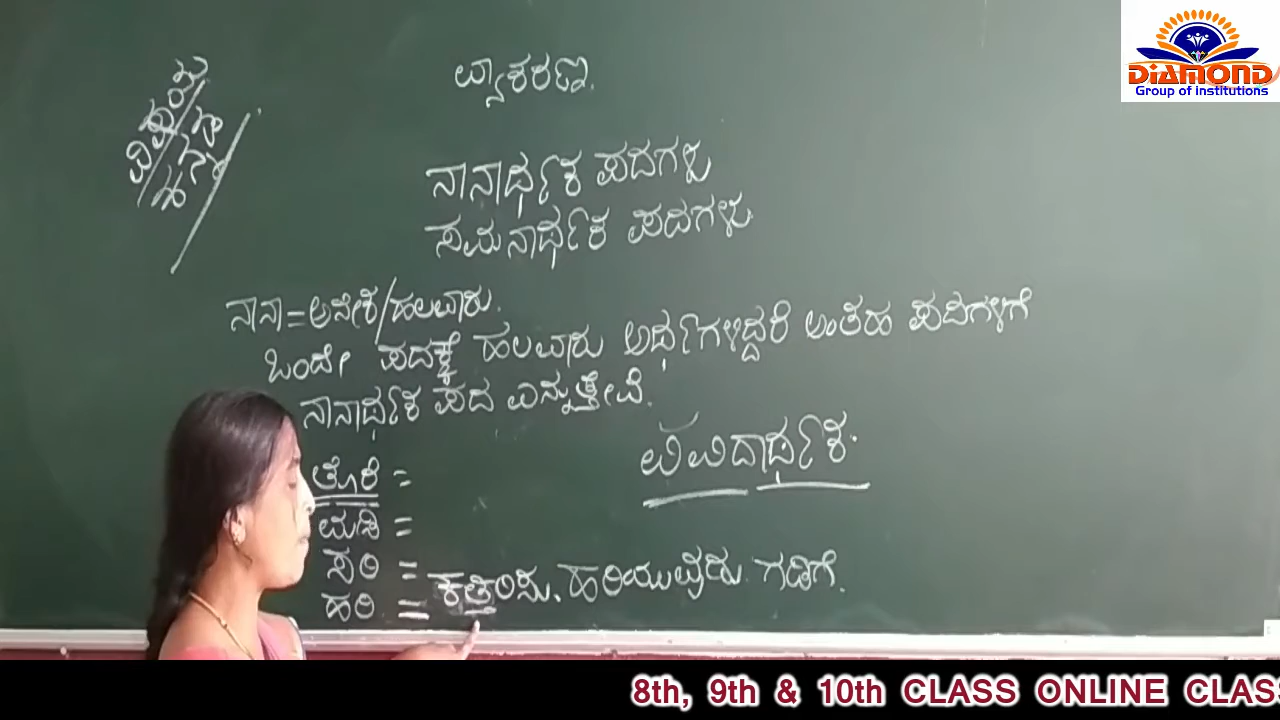 ವ್ಯಾಕರಣ.
ನಾನಾರ್ಥಕ ಪದಗಳು
ಸಮನಾರ್ಥಕ ಪದಗಳು
ನಾನಾ=ಅನೇಕ/ಹಲವಾರು.
ಒಂದೇ ಪದಕ್ಕೆ ಹಲವಾರು ಅರ್ಥಗಳಿದ್ದರೆ ಅಂತಹ ಪದಗಳಿಗೆ
ನಾನಾರ್ಥಕ ಪದ ಎನ್ನುತ್ತೇವೆ.
ವಿವಿದಾರ್ಥಕ.
ತೊರೆ =
ಮಡಿ =
ಸರಿ =
ಹರಿ = ಕತ್ತರಿಸು. ಹರಿಯುವುದು ಗಡಿಗೆ.
DIAMOND
Group of institutions
8th, 9th & 10th CLASS ONLINE CLASS